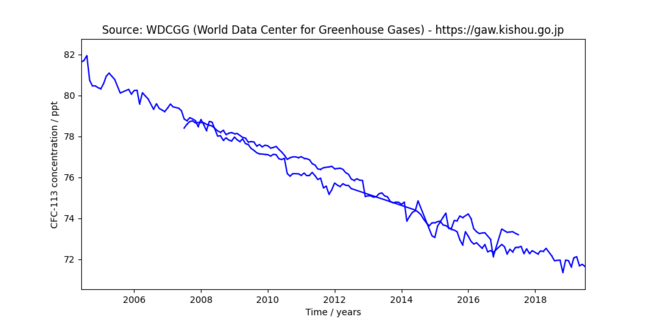 Source: WDCGG (World Data Center for Greenhouse Gases) - https://gaw.kishou.go.jp
CFC-113 concentration / ppt
82
80
78
76
74
72
2006 2008 2010 2012 2014 2016 2018
Time / years